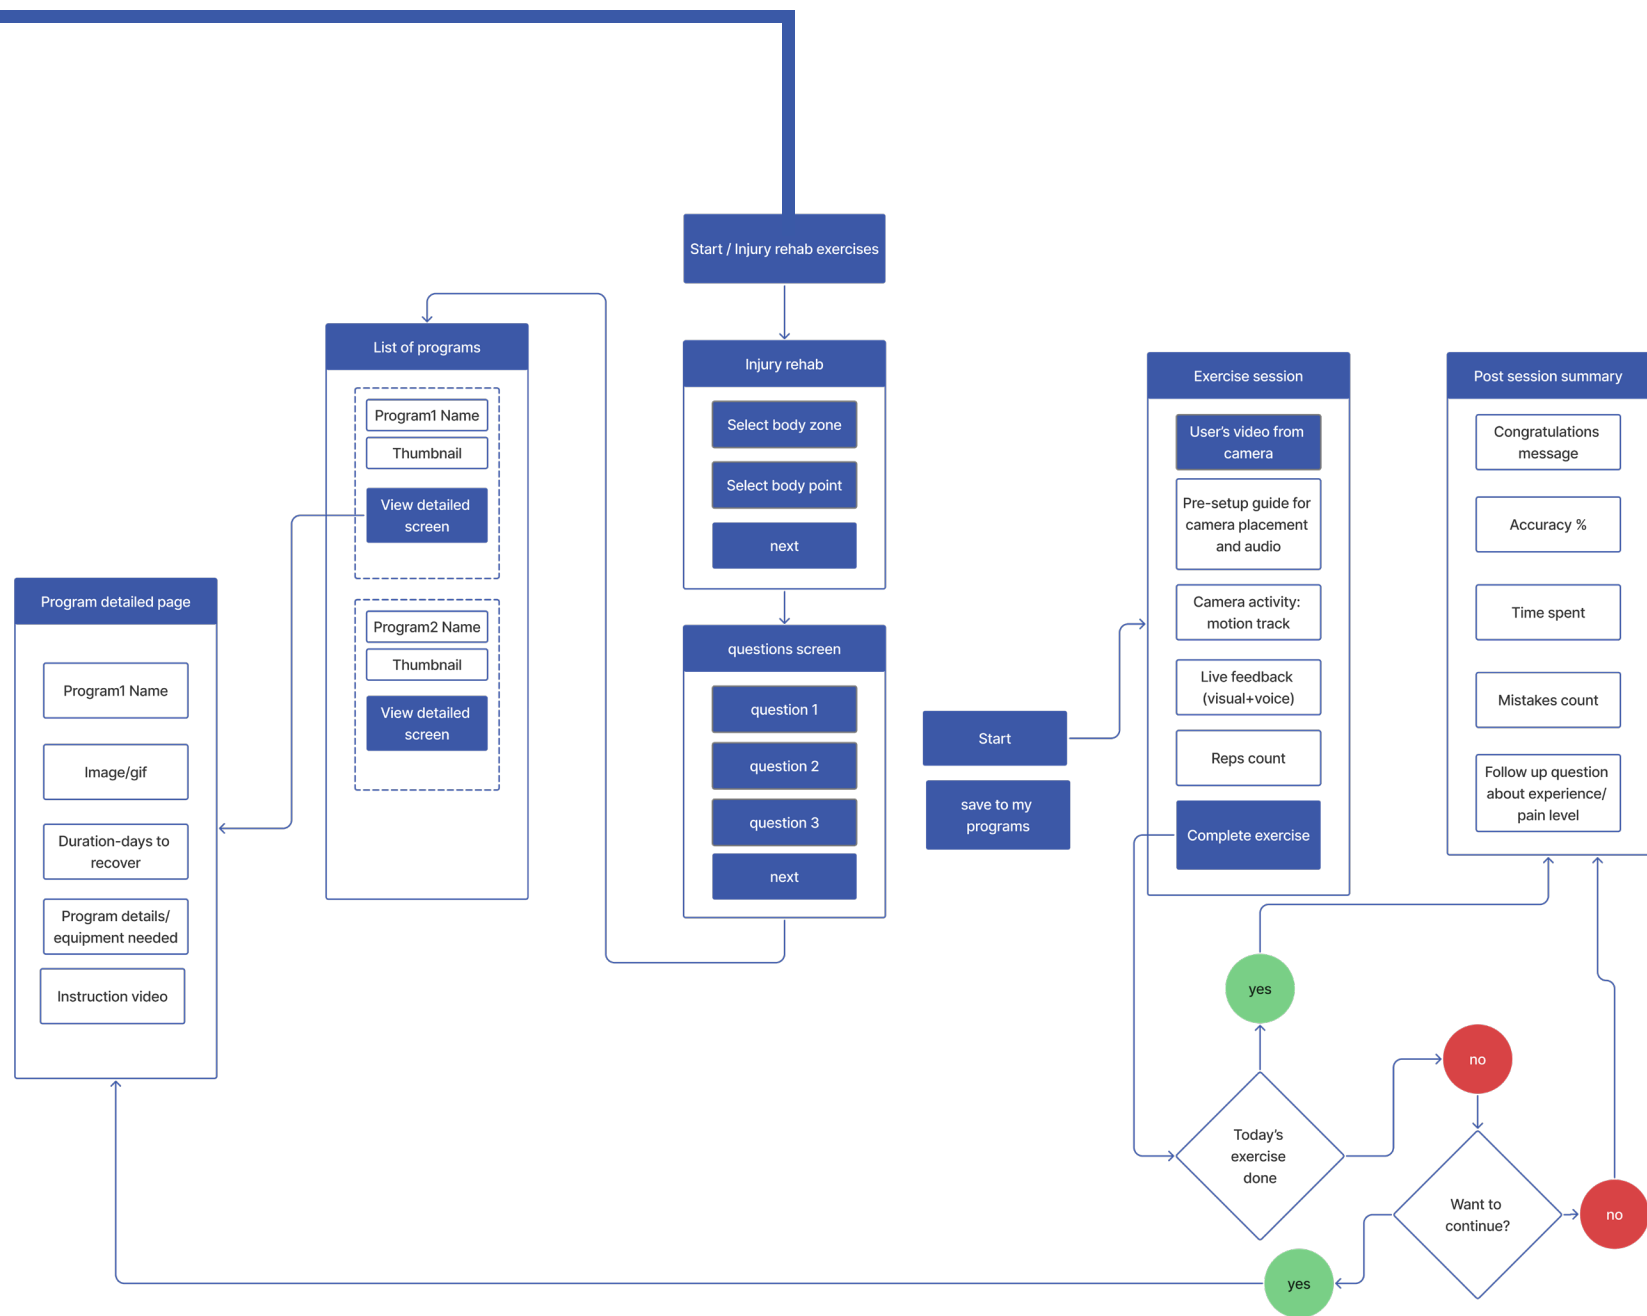 Start / Injury rehab exercises
List of programs
Program1 Name
Thumbnail
View detailed
screen
Program2 Name
Thumbnail
View detailed
screen
Injury rehab
Select body zone
Select body point
next
questions screen
question 1
question 2
question 3
next
Program detailed page
Program1 Name
Image/gif
Duration-days to
recover
Program details/
equipment needed
Instruction video
Start
save to my
programs
Exercise session
User's video from
camera
Pre-setup guide for
camera placement
and audio
Camera activity:
motion track
Live feedback
(visual+voice)
Reps count
Complete exercise
Post session summary
Congratulations
message
Accuracy %
Time spent
Mistakes count
Follow up question
about experience/
pain level
yes
no
Today's
exercise
done
Want to
continue?
no
yes